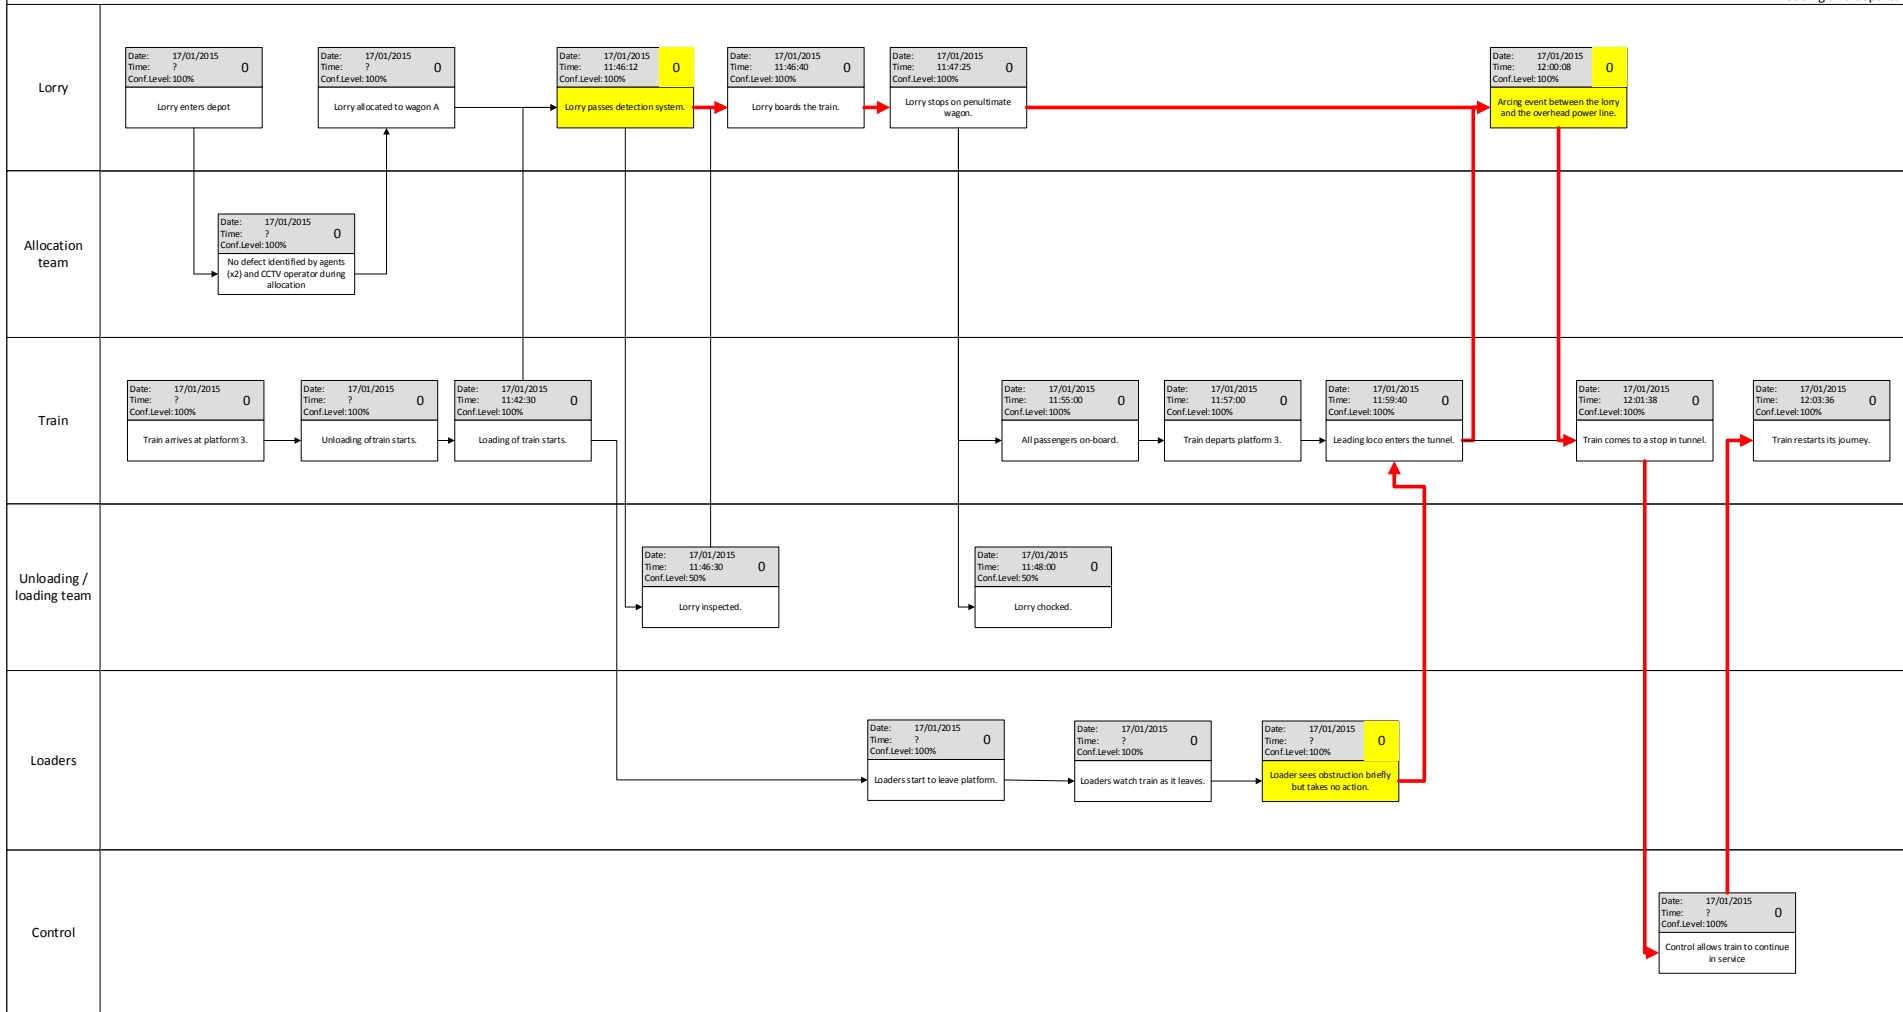 Lorry
Date: 17/01/2015
Time: ?
Conf.Level: 100%
0
Lorry enters depot
Date: 17/01/2015
Time: ?
Conf.Level: 100%
0
Lorry allocated to wagon A
Date: 17/01/2015
Time: 11:46:12
Conf.Level: 100%
0
Lorry passes detection system.
Date: 17/01/2015
Time: 11:46:40
Conf.Level: 100%
0
Lorry boards the train.
Date: 17/01/2015
Time: 11:47:25
Conf.Level: 100%
0
Lorry stops on penultimate
wagon.
Date: 17/01/2015
Time: 12:00:08
Conf.Level: 100%
0
Arcing event between the lorry
and the overhead power line.
Allocation
team
Date: 17/01/2015
Time: ?
Conf.Level: 100%
0
No defect identified by agents
(x2) and CCTV operator during
allocation
Train
Date: 17/01/2015
Time: ?
Conf.Level: 100%
0
Train arrives at platform 3.
Date: 17/01/2015
Time: ?
Conf.Level: 100%
0
Unloading of train starts.
Date: 17/01/2015
Time: 11:42:30
Conf.Level: 100%
0
Loading of train starts.
Date: 17/01/2015
Time: 11:55:00
Conf.Level: 100%
0
All passengers on-board.
Date: 17/01/2015
Time: 11:57:00
Conf.Level: 100%
0
Train departs platform 3.
Date: 17/01/2015
Time: 11:59:40
Conf.Level: 100%
0
Leading loco enters the tunnel.
Date: 17/01/2015
Time: 12:01:38
Conf.Level: 100%
0
Train comes to a stop in tunnel.
Date: 17/01/2015
Time: 12:03:36
Conf.Level: 100%
0
Train restarts its journey.
Unloading /
loading team
Date: 17/01/2015
Time: 11:46:30
Conf.Level: 50%
0
Lorry inspected.
Date: 17/01/2015
Time: 11:48:00
Conf.Level: 50%
0
Lorry chocked.
Loaders
Date: 17/01/2015
Time: ?
Conf.Level: 100%
0
Loaders start to leave platform.
Date: 17/01/2015
Time: ?
Conf.Level: 100%
0
Loaders watch train as it leaves.
Date: 17/01/2015
Time: ?
Conf.Level: 100%
0
Loader sees obstruction briefly
but takes no action.
Control
Date: 17/01/2015
Time: ?
Conf.Level: 100%
0
Control allows train to continue
in service